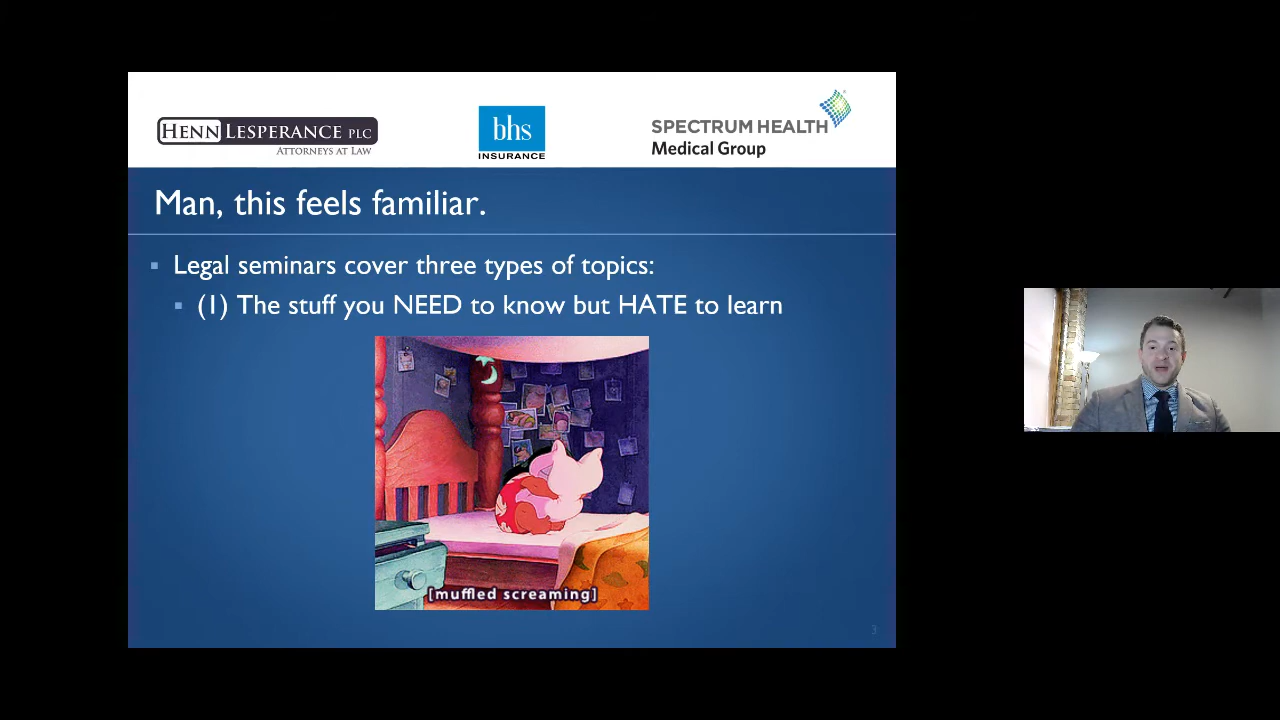 HENN LESPERANCE PLC
ATTORNEYS AT LAW
bhs
INSURANCE
SPECTRUM HEALTH
Medical Group
Man, this feels familiar.
Legal seminars cover three types of topics:
(1) The stuff you NEED to know but HATE to learn
[muffled screaming]
3